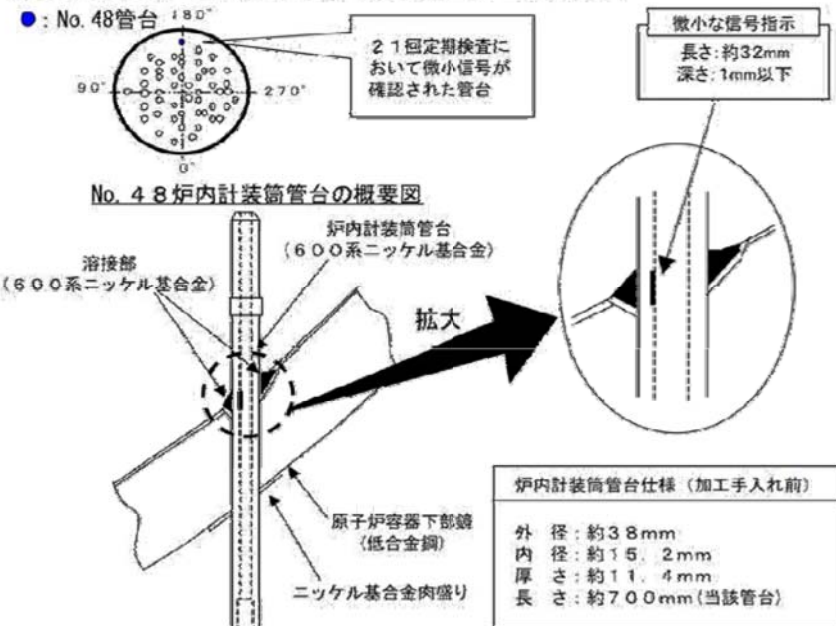 ●：No.48管台
180°
90°
270°
0°
２１回定期検査に
おいて微小信号が
確認された管台
微小な信号指示
長さ：約32mm
深さ：1mm以下
No.４８炉内計装筒管台の概要図
炉内計装筒管台
(６００系ニッケル基合金)
溶接部
(６００系ニッケル基合金)
拡大
原子炉容器下部鏡
(低合金鋼)
ニッケル基合金肉盛り
炉内計装筒管台仕様（加工手入れ前）
外　径：約３８mm
内　径：約１５．２mm
厚　さ：約１１．４mm
長　さ：約７００mm(当該管台)